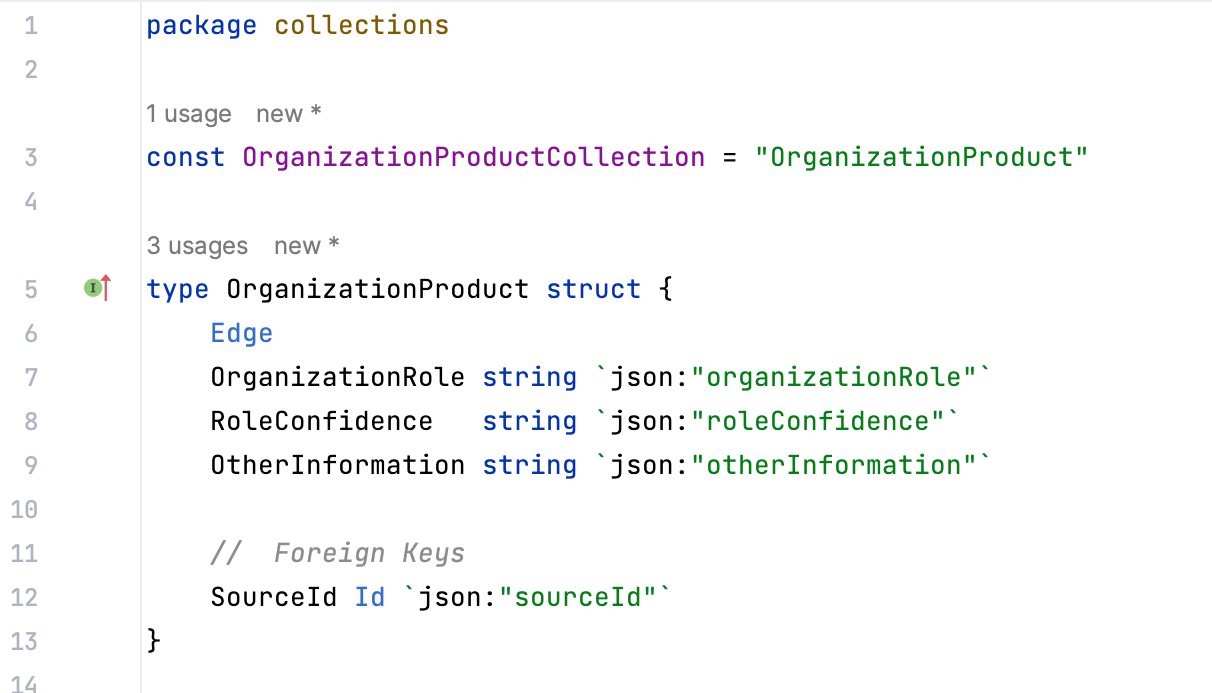 1 package collections
2
1 usage new *
3 const OrganizationProductCollection = "OrganizationProduct"
4
3 usages new *
5 type OrganizationProduct struct {
6 Edge
7 OrganizationRole string `json:"organizationRole"`
8 RoleConfidence string `json:"roleConfidence"`
9 OtherInformation string `json:"otherInformation"`
10
11 // Foreign Keys
12 SourceId Id `json:"sourceId"`
13 }
14